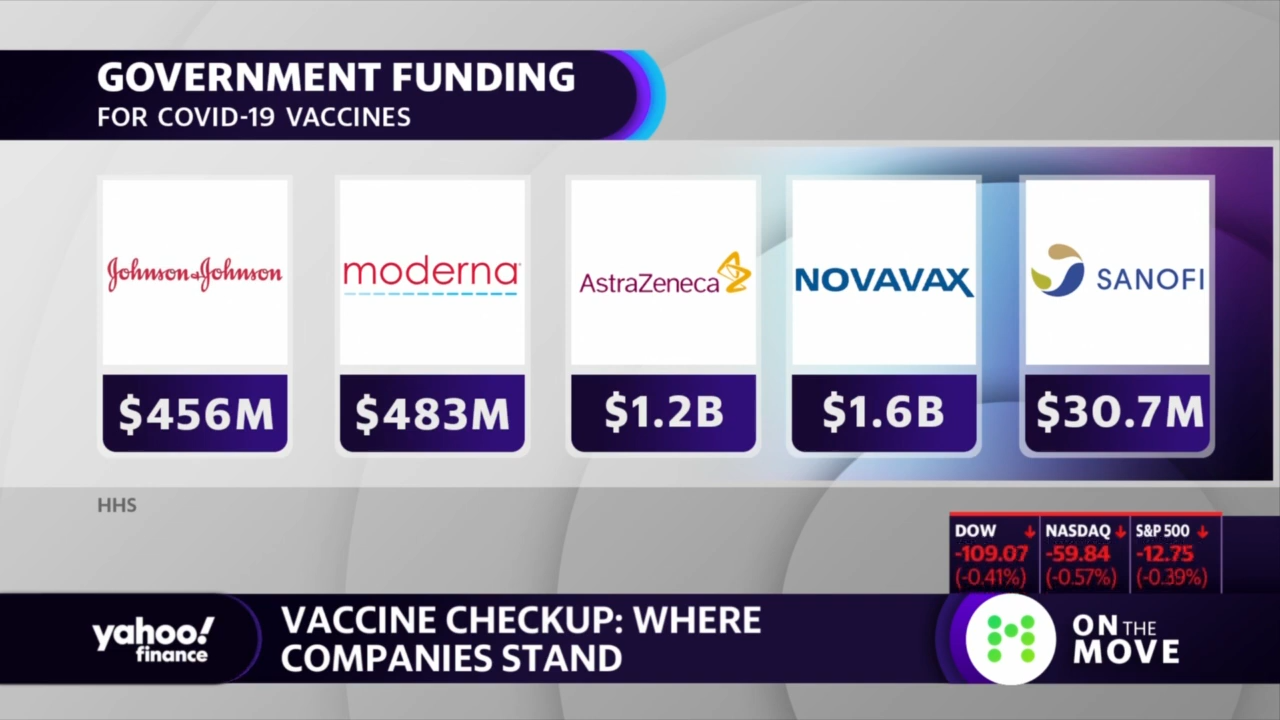 GOVERNMENT FUNDING
FOR COVID-19 VACCINES
Johnson & Johnson
moderna
AstraZeneca
NOVAVAX
SANOFI
$456M
$483M
$1.2B
$1.6B
$30.7M
HHS
DOW
-109.07
(-0.41%)
NASDAQ
-59.84
(-0.57%)
S&P 500
-12.75
(-0.39%)
yahoo!
finance
VACCINE CHECKUP: WHERE
COMPANIES STAND
ON THE
MOVE